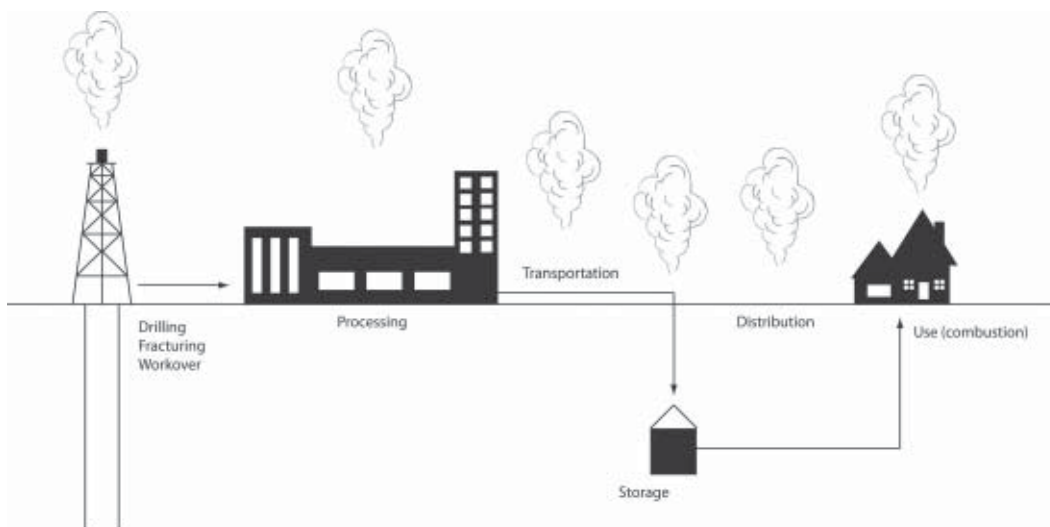 Transportation
Drilling
Fracturing
Workover
Processing
Distribution
Use (combustion)
Storage